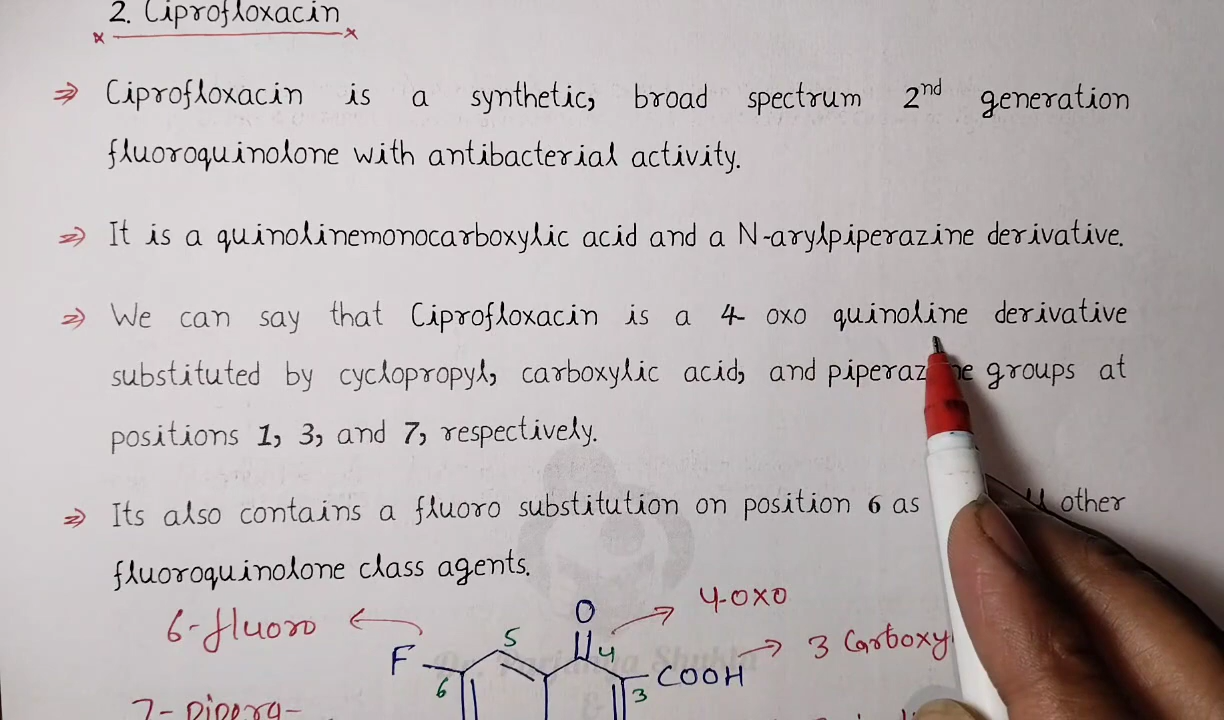 2. Ciprofloxacin
⇒ Ciprofloxacin is a synthetic, broad spectrum 2nd generation
fluoroquinolone with antibacterial activity.
⇒ It is a quinolinemonocarboxylic acid and a N-arylpiperazine derivative.
⇒ We can say that Ciprofloxacin is a 4- oxo quinoline derivative
substituted by cyclopropyl, carboxylic acid, and piperazine groups at
positions 1, 3, and 7, respectively.
⇒ Its also contains a fluoro substitution on position 6 as other
fluoroquinolone class agents.
6-fluoro
F
6
5
O
4
4-oxo
3
COOH
3 Carboxy
7- pipera-